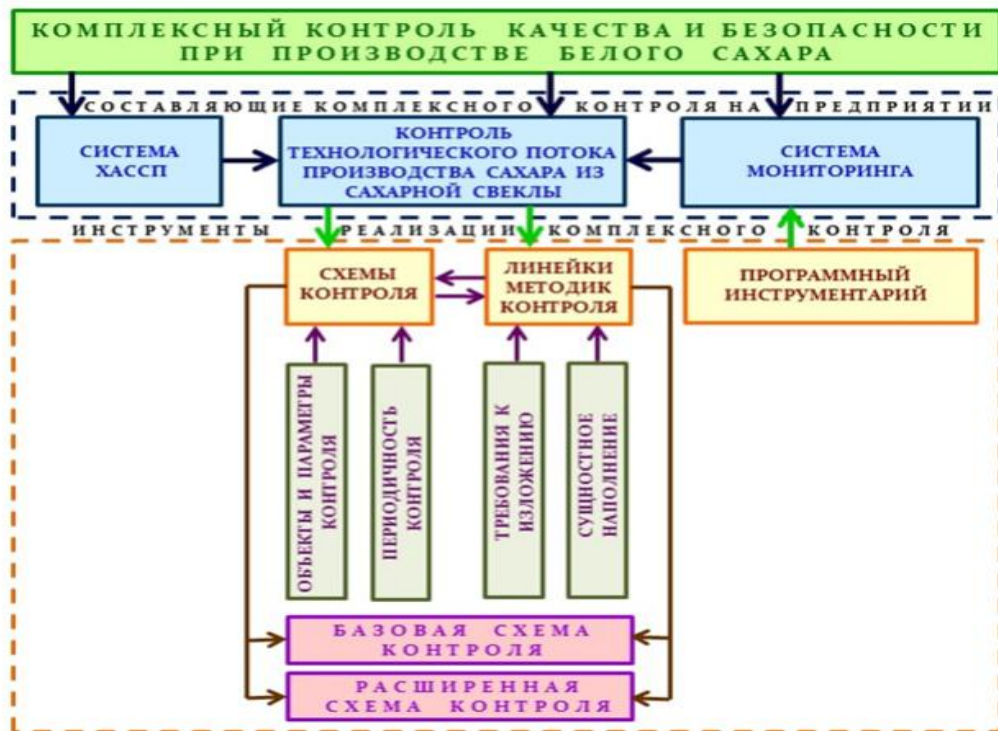 КОМПЛЕКСНЫЙ КОНТРОЛЬ КАЧЕСТВА И БЕЗОПАСНОСТИ
ПРИ ПРОИЗВОДСТВЕ БЕЛОГО САХАРА
СОСТАВЛЯЮЩИЕ КОМПЛЕКСНОГО КОНТРОЛЯ НА ПРЕДПРИЯТИИ
СИСТЕМА
ХАССП
КОНТРОЛЬ
ТЕХНОЛОГИЧЕСКОГО ПОТОКА
ПРОИЗВОДСТВА САХАРА ИЗ
САХАРНОЙ СВЕКЛЫ
СИСТЕМА
МОНИТОРИНГА
ИНСТРУМЕНТЫ РЕАЛИЗАЦИИ КОМПЛЕКСНОГО КОНТРОЛЯ
СХЕМЫ
КОНТРОЛЯ
ЛИНЕЙКИ
МЕТОДИК
КОНТРОЛЯ
ПРОГРАММНЫЙ
ИНСТРУМЕНТАРИЙ
ОБЪЕКТЫ И ПАРАМЕТРЫ
КОНТРОЛЯ
ПЕРИОДИЧНОСТЬ
КОНТРОЛЯ
ТРЕБОВАНИЯ К
ИЗЛОЖЕНИЮ
СУЩНОСТНОЕ
НАПОЛНЕНИЕ
БАЗОВАЯ СХЕМА
КОНТРОЛЯ
РАСШИРЕННАЯ
СХЕМА КОНТРОЛЯ